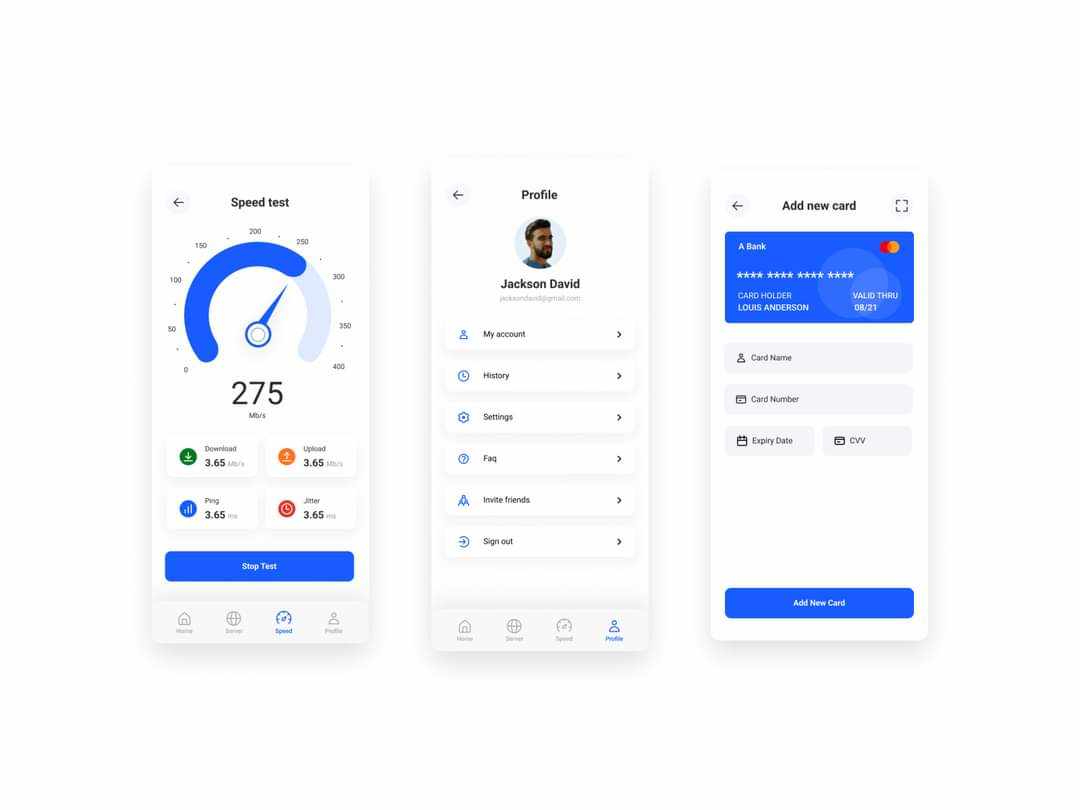 Speed test
200
150
250
100
300
50
350
0
400
275
Mb/s
Download
3.65 Mb/s
Upload
3.65 Mb/s
Ping
3.65 ms
Jitter
3.65 ms
Stop Test
Home
Server
Speed
Profile
Profile
Jackson David
jacksondavid@gmail.com
My account
History
Settings
Faq
Invite friends
Sign out
Home
Server
Speed
Profile
Add new card
A Bank
**** **** **** ****
CARD HOLDER
VALID THRU
LOUIS ANDERSON
08/21
Card Name
Card Number
Expiry Date
CVV
Add New Card